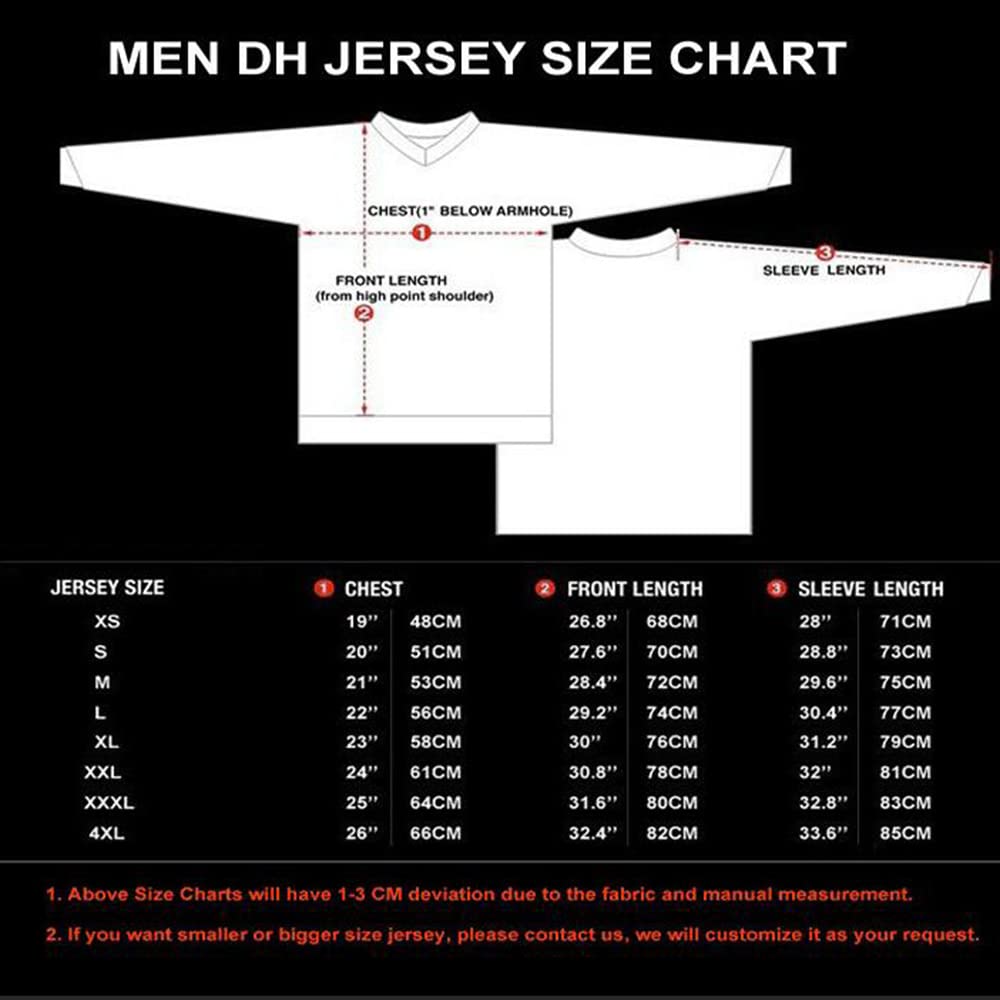 MEN DH JERSEY SIZE CHART
CHEST(1" BELOW ARMHOLE)
1
FRONT LENGTH
(from high point shoulder)
2
3
SLEEVE LENGTH
JERSEY SIZE 1 CHEST 2 FRONT LENGTH 3 SLEEVE LENGTH
XS 19’’ 48CM 26.8’’ 68CM 28’’ 71CM
S 20’’ 51CM 27.6’’ 70CM 28.8’’ 73CM
M 21’’ 53CM 28.4’’ 72CM 29.6’’ 75CM
L 22’’ 56CM 29.2’’ 74CM 30.4’’ 77CM
XL 23’’ 58CM 30’’ 76CM 31.2’’ 79CM
XXL 24’’ 61CM 30.8’’ 78CM 32’’ 81CM
XXXL 25’’ 64CM 31.6’’ 80CM 32.8’’ 83CM
4XL 26’’ 66CM 32.4’’ 82CM 33.6’’ 85CM
1. Above Size Charts will have 1-3 CM deviation due to the fabric and manual measurement.
2. If you want smaller or bigger size jersey, please contact us, we will customize it as your request.